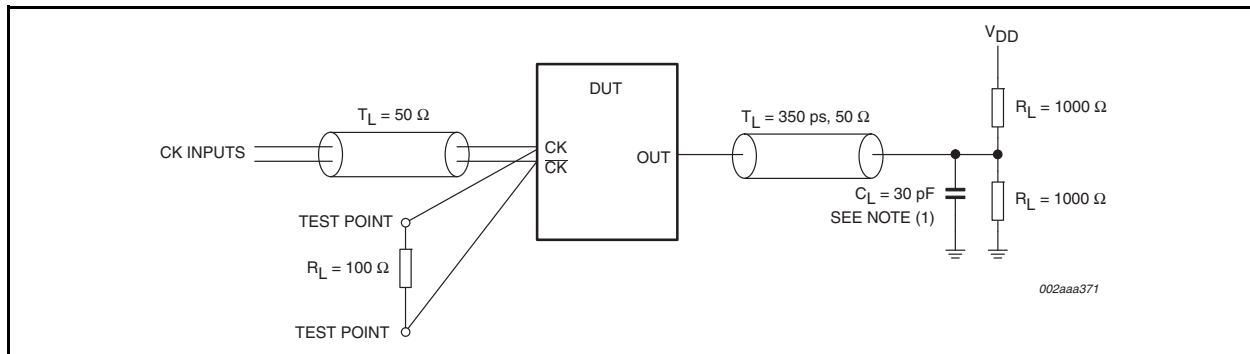 V_DD
DUT
T_L = 50 Ω
R_L = 1000 Ω
T_L = 350 ps, 50 Ω
CK INPUTS
CK
C̅K̅
OUT
C_L = 30 pF
SEE NOTE (1)
R_L = 1000 Ω
TEST POINT
R_L = 100 Ω
TEST POINT
002aaa371